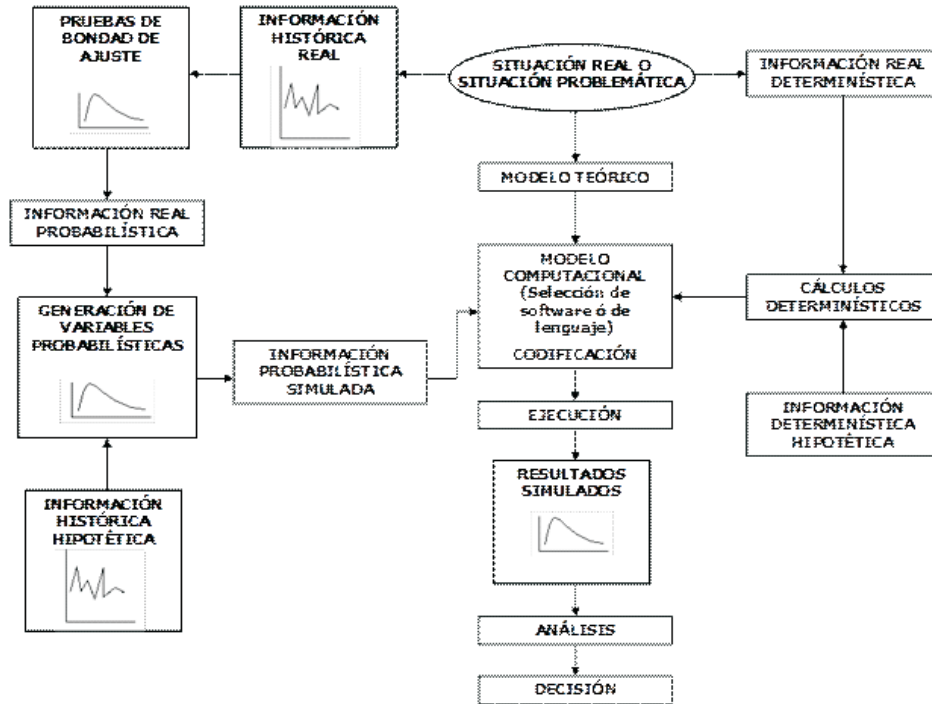 PRUEBAS DE
BONDAD DE
AJUSTE
INFORMACIÓN
HISTÓRICA
REAL
SITUACIÓN REAL O
SITUACIÓN PROBLEMÁTICA
INFORMACIÓN REAL
DETERMINÍSTICA
MODELO TEÓRICO
INFORMACIÓN REAL
PROBABILÍSTICA
MODELO
COMPUTACIONAL
(Selección de
software ó de
lenguaje)
CODIFICACIÓN
CÁLCULOS
DETERMINÍSTICOS
GENERACIÓN DE
VARIABLES
PROBABILÍSTICAS
INFORMACIÓN
PROBABILÍSTICA
SIMULADA
EJECUCIÓN
INFORMACIÓN
DETERMINÍSTICA
HIPOTÉTICA
RESULTADOS
SIMULADOS
INFORMACIÓN
HISTÓRICA
HIPOTÉTICA
ANÁLISIS
DECISIÓN